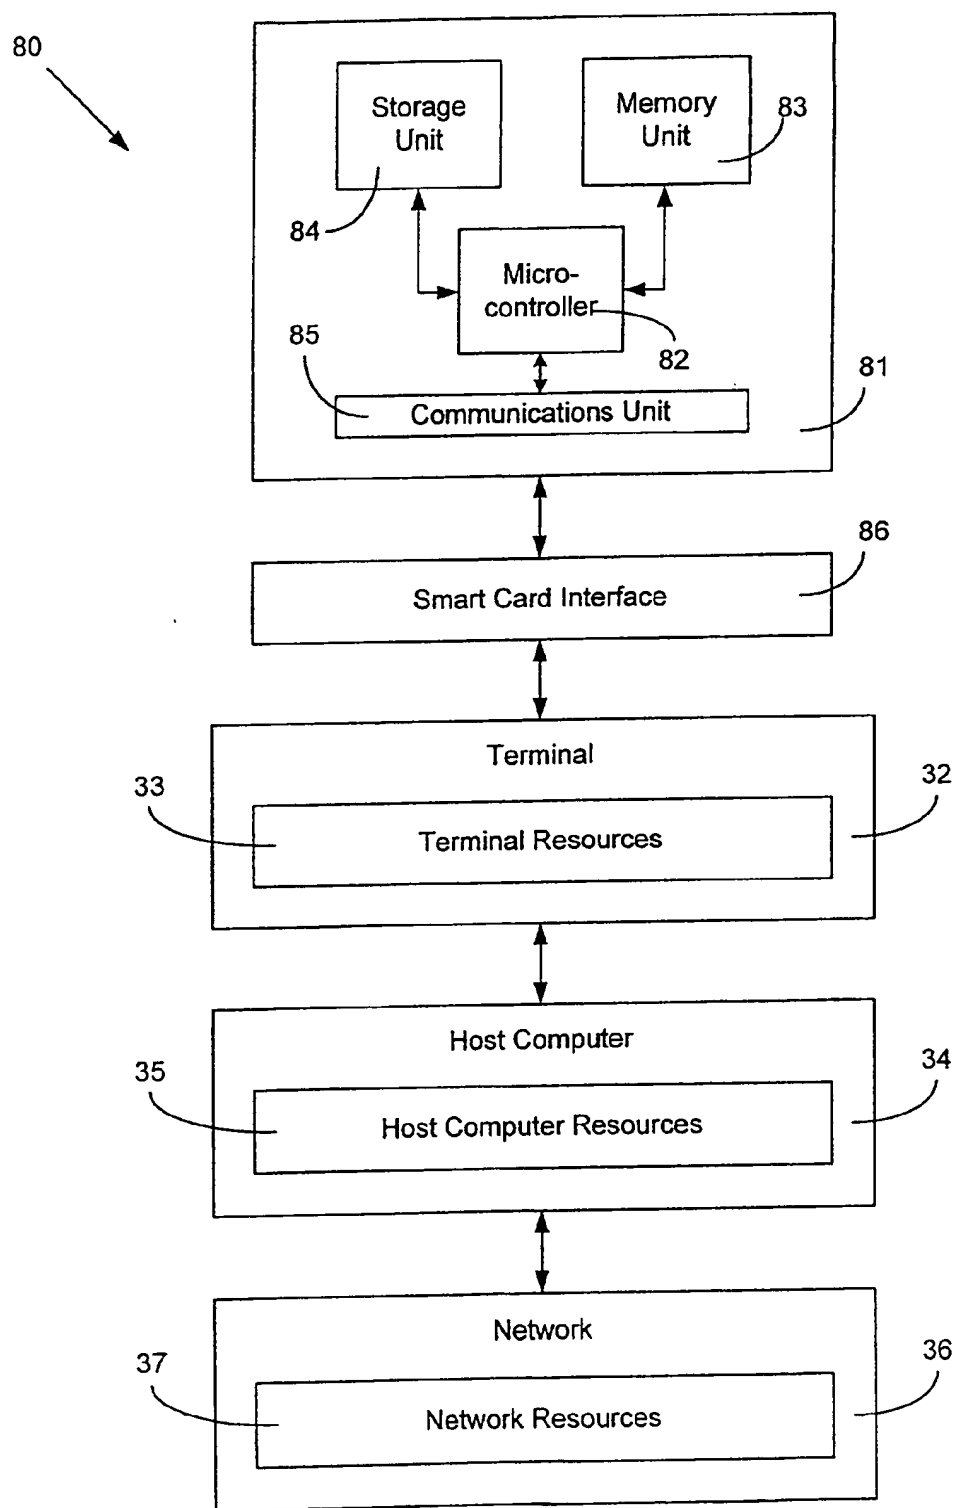 80
Storage
Unit
Memory
Unit
83
84
Micro-
controller
82
85
81
Communications Unit
86
Smart Card Interface
Terminal
33
32
Terminal Resources
Host Computer
35
34
Host Computer Resources
Network
37
36
Network Resources